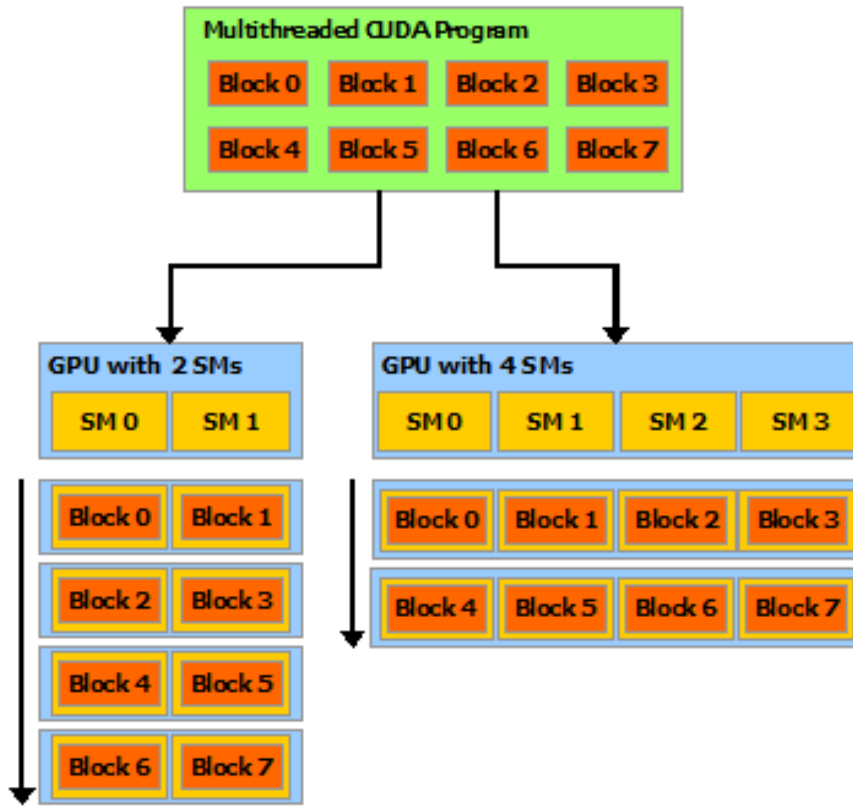 Multithreaded CUDA Program
Block 0 Block 1 Block 2 Block 3
Block 4 Block 5 Block 6 Block 7
GPU with 2 SMs
SM 0 SM 1
Block 0 Block 1
Block 2 Block 3
Block 4 Block 5
Block 6 Block 7
GPU with 4 SMs
SM 0 SM 1 SM 2 SM 3
Block 0 Block 1 Block 2 Block 3
Block 4 Block 5 Block 6 Block 7